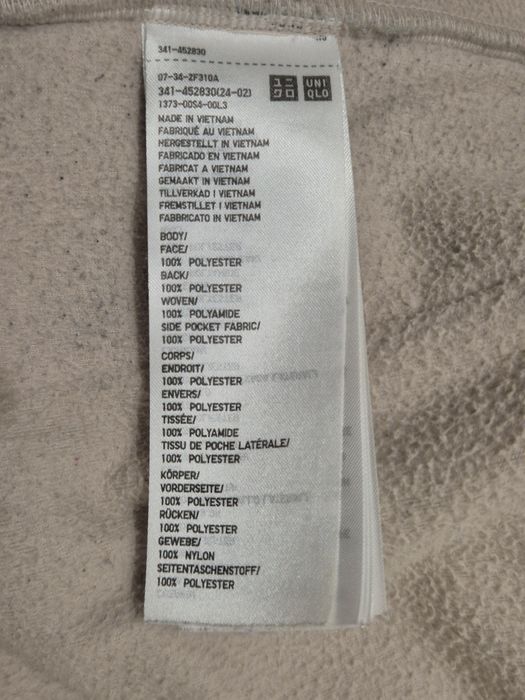 341-452830
07-34-2F310A
341-452830(24-02)
1373-00S4-00L3
ユニ
クロ
UNI
QLO
MADE IN VIETNAM
FABRIQUÉ AU VIETNAM
HERGESTELLT IN VIETNAM
FABRICADO EN VIETNAM
FABRICAT A VIETNAM
GEMAAKT IN VIETNAM
TILLVERKAD I VIETNAM
FREMSTILLET I VIETNAM
FABBRICATO IN VIETNAM
BODY/
FACE/
100% POLYESTER
BACK/
100% POLYESTER
WOVEN/
100% POLYAMIDE
SIDE POCKET FABRIC/
100% POLYESTER
CORPS/
ENDROIT/
100% POLYESTER
ENVERS/
100% POLYESTER
TISSÉE/
100% POLYAMIDE
TISSU DE POCHE LATÉRALE/
100% POLYESTER
KÖRPER/
VORDERSEITE/
100% POLYESTER
RÜCKEN/
100% POLYESTER
GEWEBE/
100% NYLON
SEITENTASCHENSTOFF/
100% POLYESTER